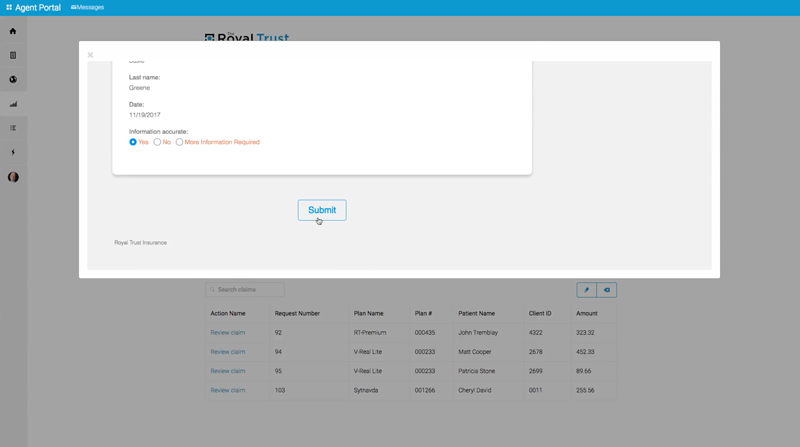 Agent Portal
Messages
The
Royal Trust
Last name:
Greene
Date:
11/19/2017
Information accurate:
Yes No More Information Required
Submit
Royal Trust Insurance
Search claims
Action Name Request Number Plan Name Plan # Patient Name Client ID Amount
Review claim 92 RT-Premium 000435 John Tremblay 4322 323.32
Review claim 94 V-Real Lite 000233 Matt Cooper 2678 452.33
Review claim 95 V-Real Lite 000233 Patricia Stone 2699 89.66
Review claim 103 Sytnavda 001266 Cheryl David 0011 255.56